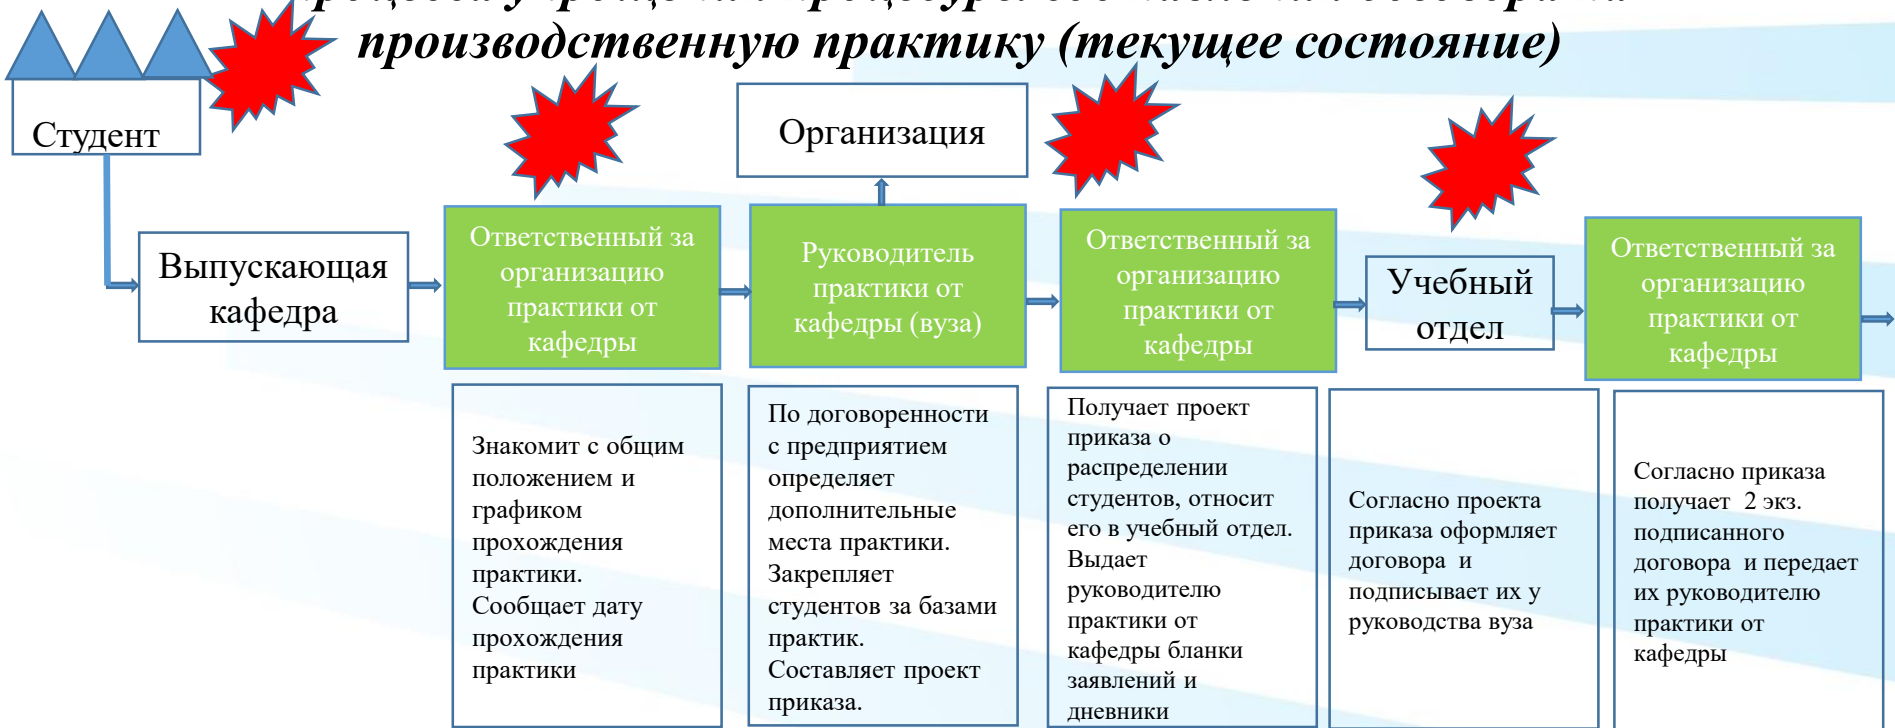 производственную практику (текущее состояние)
Студент
Организация
Выпускающая
кафедра
Ответственный за
организацию
практики от
кафедры
Руководитель
практики от
кафедры (вуза)
Ответственный за
организацию
практики от
кафедры
Учебный
отдел
Ответственный за
организацию
практики от
кафедры
Знакомит с общим
положением и
графиком
прохождения
практики.
Сообщает дату
прохождения
практики
По договоренности
с предприятием
определяет
дополнительные
места практики.
Закрепляет
студентов за базами
практик.
Составляет проект
приказа.
Получает проект
приказа о
распределении
студентов, относит
его в учебный отдел.
Выдает
руководителю
практики от
кафедры бланки
заявлений и
дневники
Согласно проекта
приказа оформляет
договора и
подписывает их у
руководства вуза
Согласно приказа
получает 2 экз.
подписанного
договора и передает
их руководителю
практики от
кафедры